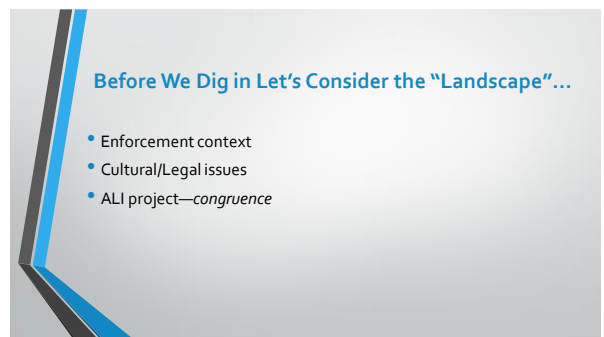 Before We Dig in Let's Consider the “Landscape”...
• Enforcement context
• Cultural/Legal issues
• ALI project—congruence